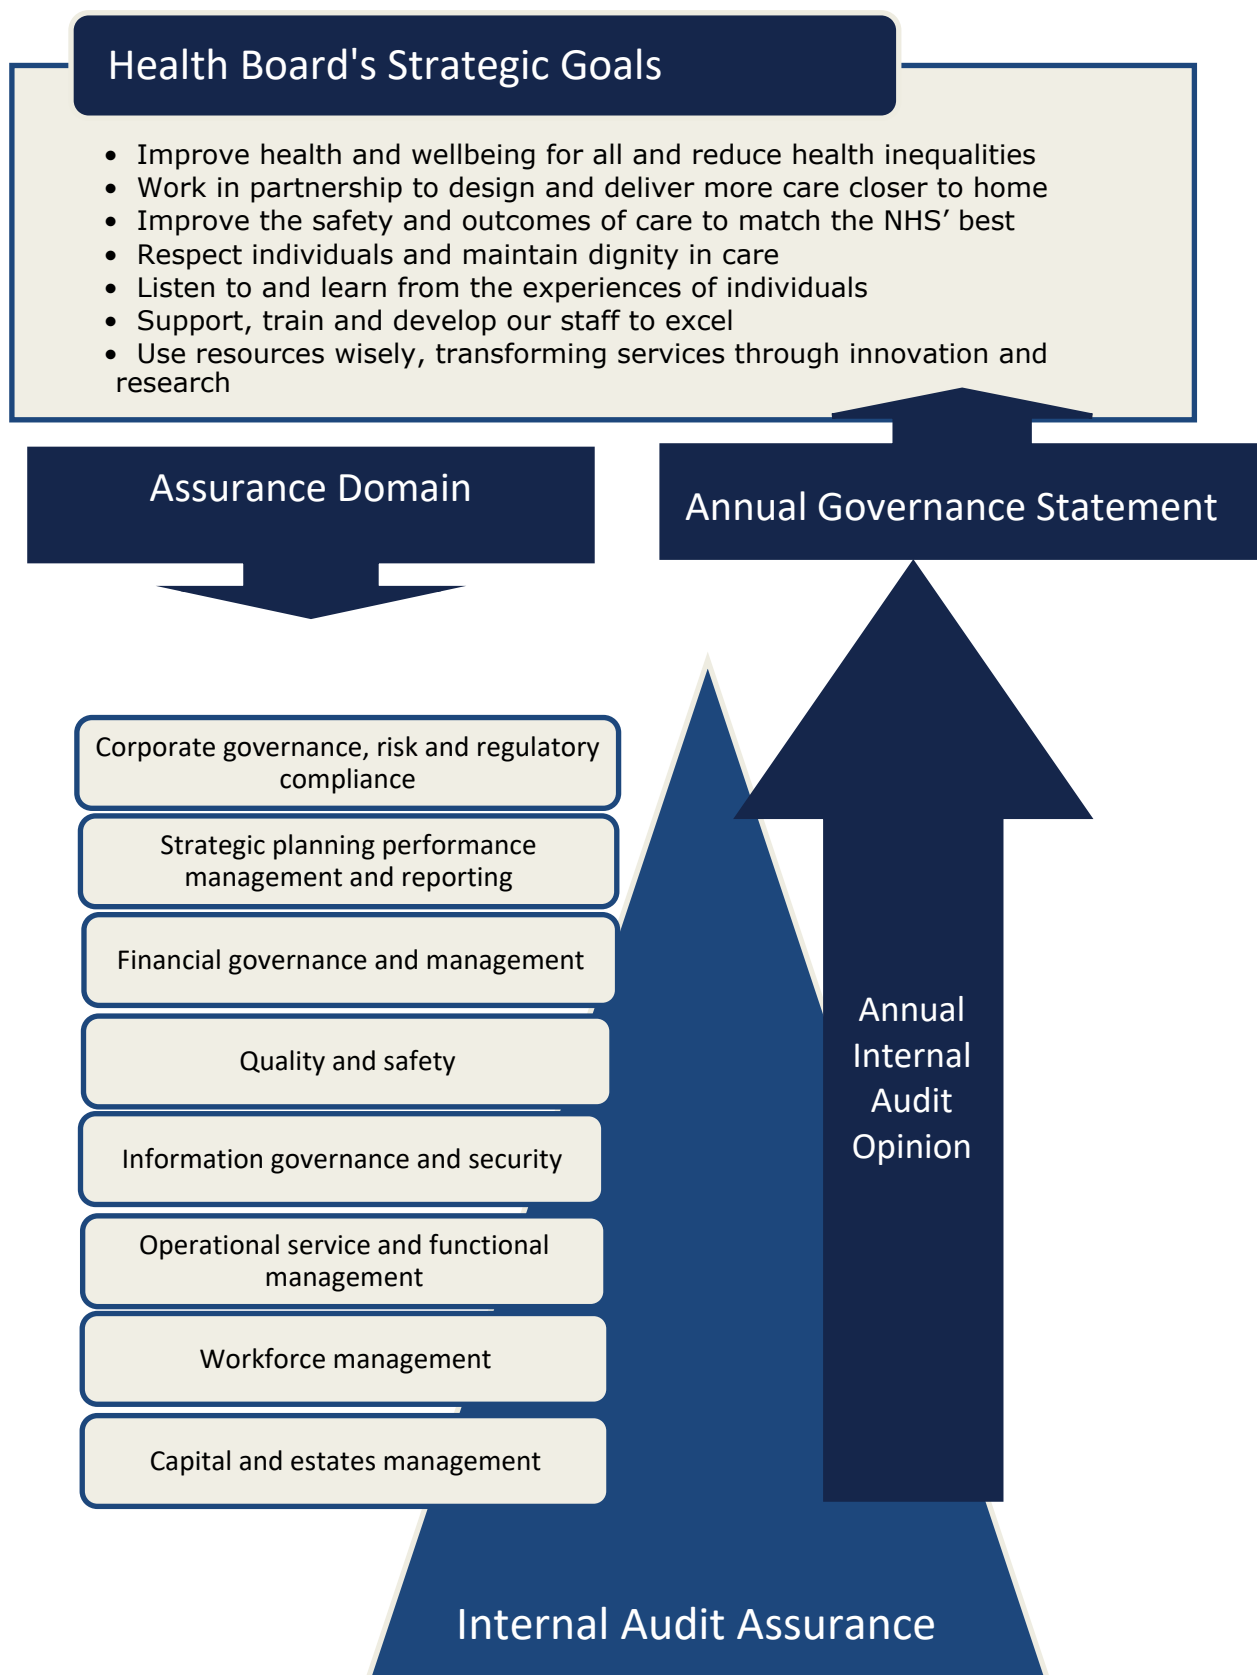 Health Board's Strategic Goals
• Improve health and wellbeing for all and reduce health inequalities
• Work in partnership to design and deliver more care closer to home
• Improve the safety and outcomes of care to match the NHS’ best
• Respect individuals and maintain dignity in care
• Listen to and learn from the experiences of individuals
• Support, train and develop our staff to excel
• Use resources wisely, transforming services through innovation and
research
Assurance Domain
Annual Governance Statement
Corporate governance, risk and regulatory
compliance
Strategic planning performance
management and reporting
Financial governance and management
Quality and safety
Information governance and security
Operational service and functional
management
Workforce management
Capital and estates management
Annual
Internal
Audit
Opinion
Internal Audit Assurance